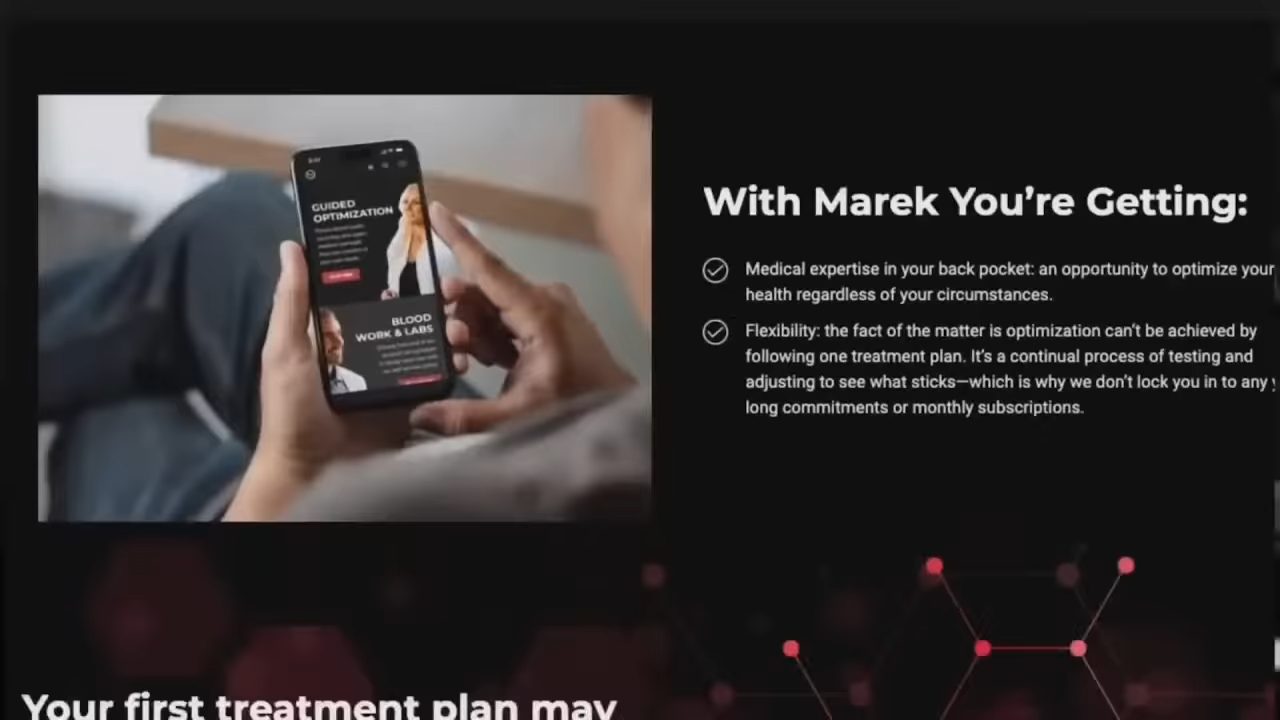 GUIDED
OPTIMIZATION
BLOOD
WORK & LABS
With Marek You’re Getting:
Medical expertise in your back pocket: an opportunity to optimize your
health regardless of your circumstances.
Flexibility: the fact of the matter is optimization can’t be achieved by
following one treatment plan. It’s a continual process of testing and
adjusting to see what sticks—which is why we don’t lock you in to any
long commitments or monthly subscriptions.
Your first treatment plan may